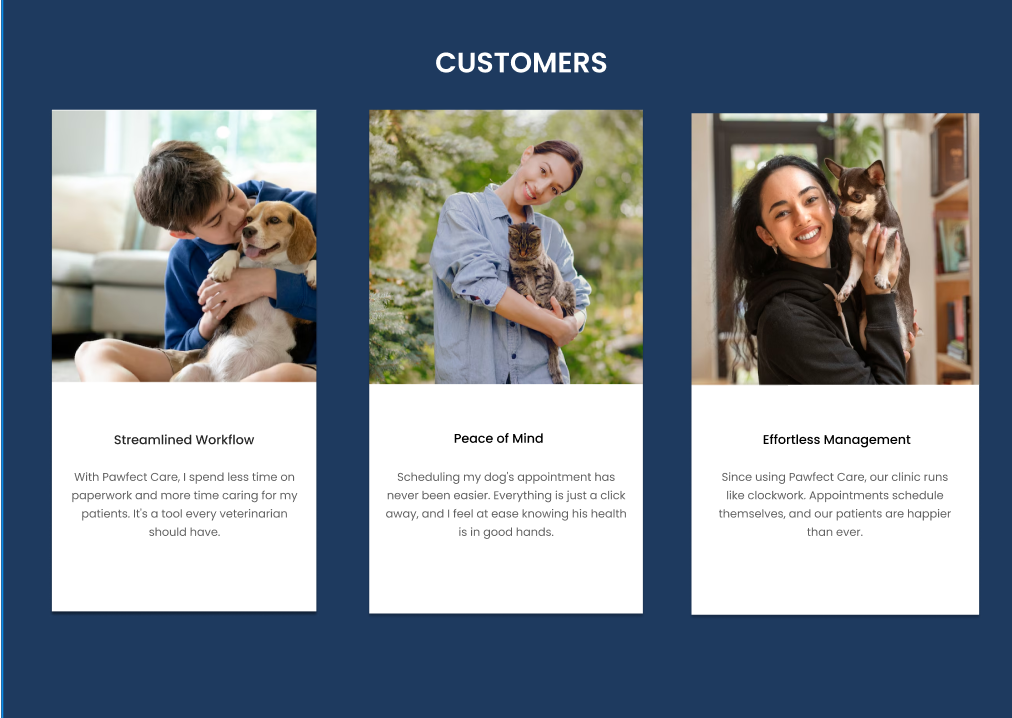 CUSTOMERS
Streamlined Workflow
With Pawfect Care, I spend less time on
paperwork and more time caring for my
patients. It's a tool every veterinarian
should have.
Peace of Mind
Scheduling my dog's appointment has
never been easier. Everything is just a click
away, and I feel at ease knowing his health
is in good hands.
Effortless Management
Since using Pawfect Care, our clinic runs
like clockwork. Appointments schedule
themselves, and our patients are happier
than ever.